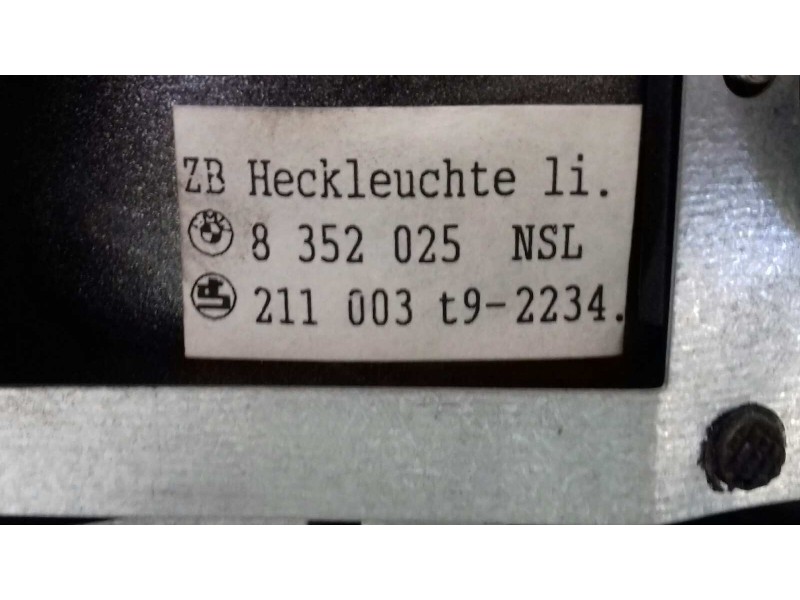 ZB Heckleuchte li.
8 352 025 NSL
211 003 t9-2234.